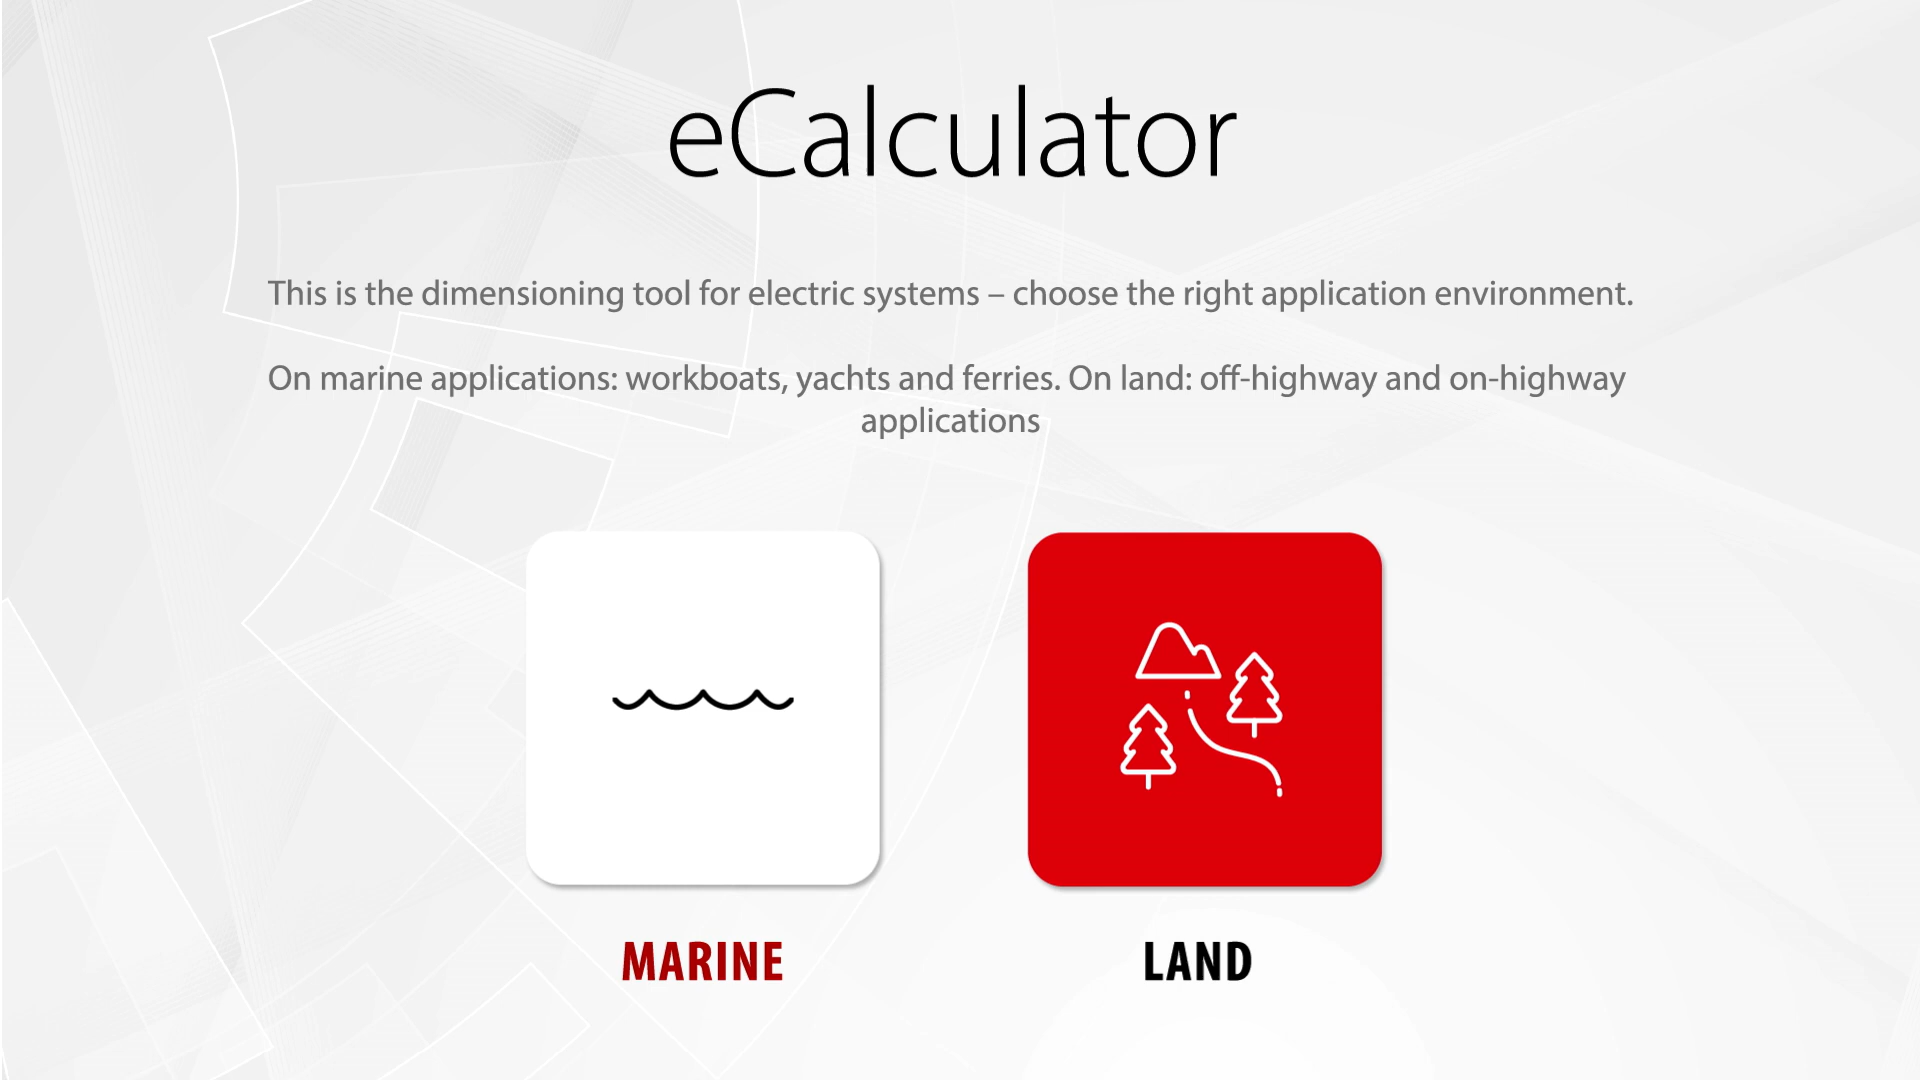 eCalculator
This is the dimensioning tool for electric systems – choose the right application environment.
On marine applications: workboats, yachts and ferries. On land: off-highway and on-highway
applications
MARINE
LAND